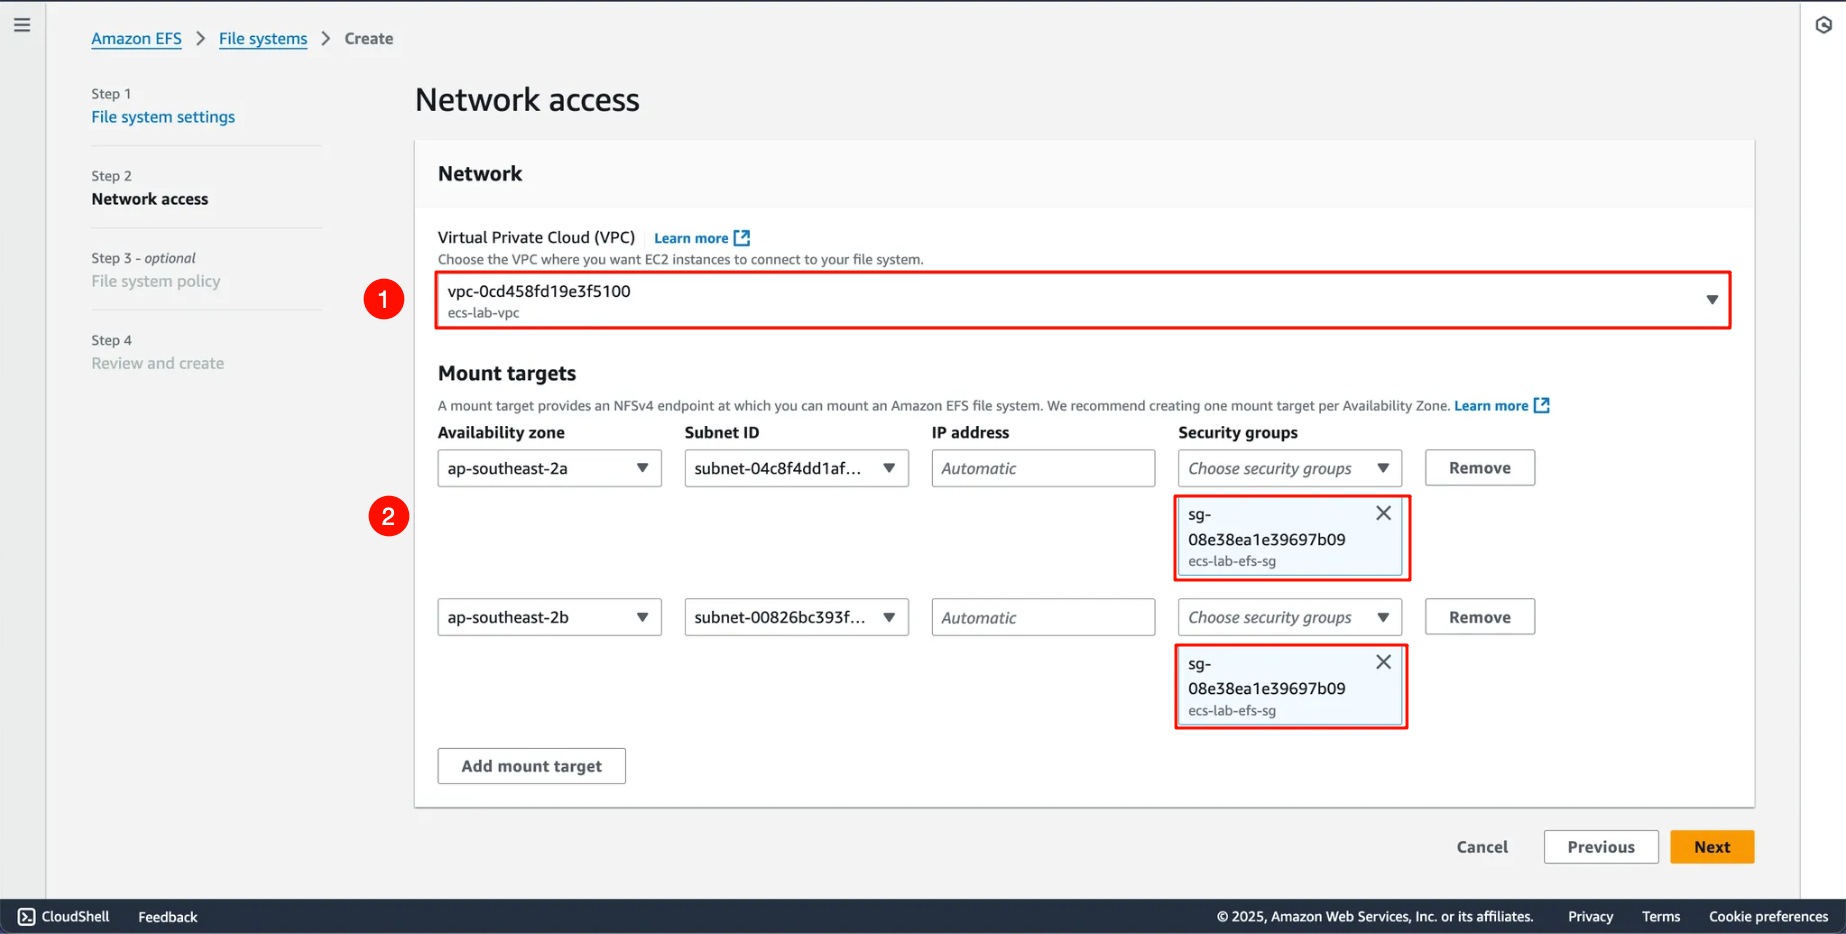 Amazon EFS > File systems > Create
Step 1
File system settings
Step 2
Network access
Step 3 - optional
File system policy
Step 4
Review and create
Network access
Network
Virtual Private Cloud (VPC) Learn more
Choose the VPC where you want EC2 instances to connect to your file system.
1
vpc-0cd458fd19e3f5100
ecs-lab-vpc
Mount targets
A mount target provides an NFSv4 endpoint at which you can mount an Amazon EFS file system. We recommend creating one mount target per Availability Zone. Learn more
Availability zone Subnet ID IP address Security groups
ap-southeast-2a subnet-04c8f4dd1af... Automatic Choose security groups Remove
2
sg-
08e38ea1e39697b09
ecs-lab-efs-sg
ap-southeast-2b subnet-00826bc393f... Automatic Choose security groups Remove
sg-
08e38ea1e39697b09
ecs-lab-efs-sg
Add mount target
Cancel Previous Next
CloudShell Feedback © 2025, Amazon Web Services, Inc. or its affiliates. Privacy Terms Cookie preferences